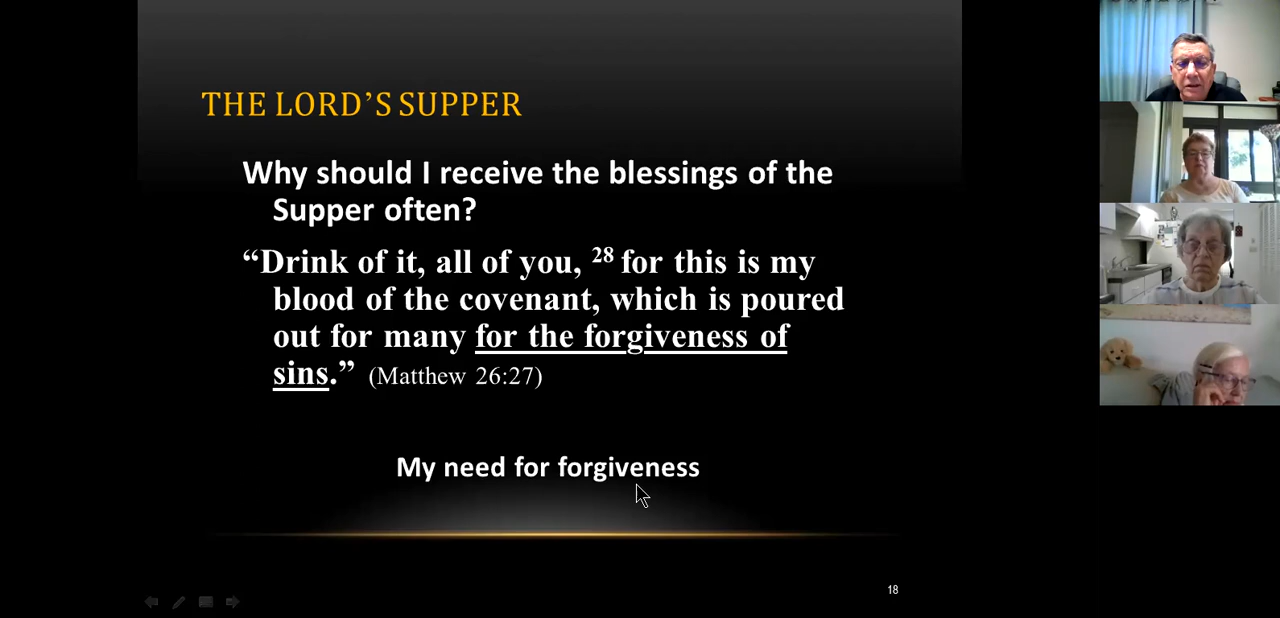 THE LORD’S SUPPER
Why should I receive the blessings of the
Supper often?
“Drink of it, all of you, 28 for this is my
blood of the covenant, which is poured
out for many for the forgiveness of
sins.” (Matthew 26:27)
My need for forgiveness
18